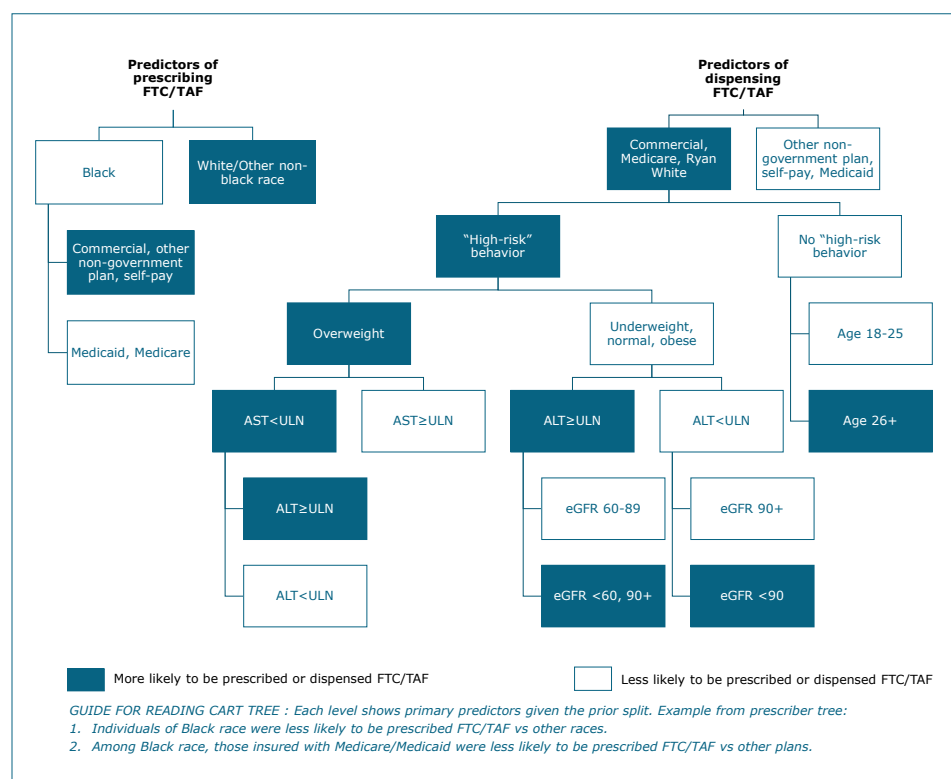 Predictors of
prescribing
FTC/TAF
Black
White/Other non-
black race
Commercial, other
non-government
plan, self-pay
Medicaid, Medicare
Predictors of
dispensing
FTC/TAF
Commercial,
Medicare, Ryan
White
Other non-
government plan,
self-pay, Medicaid
“High-risk”
behavior
No “high-risk
behavior
Overweight
Underweight,
normal, obese
Age 18-25
Age 26+
AST<ULN
AST≥ULN
ALT≥ULN
ALT<ULN
ALT≥ULN
ALT<ULN
eGFR 60-89
eGFR <60, 90+
eGFR 90+
eGFR <90
More likely to be prescribed or dispensed FTC/TAF
Less likely to be prescribed or dispensed FTC/TAF
GUIDE FOR READING CART TREE : Each level shows primary predictors given the prior split. Example from prescriber tree:
1. Individuals of Black race were less likely to be prescribed FTC/TAF vs other races.
2. Among Black race, those insured with Medicare/Medicaid were less likely to be prescribed FTC/TAF vs other plans.